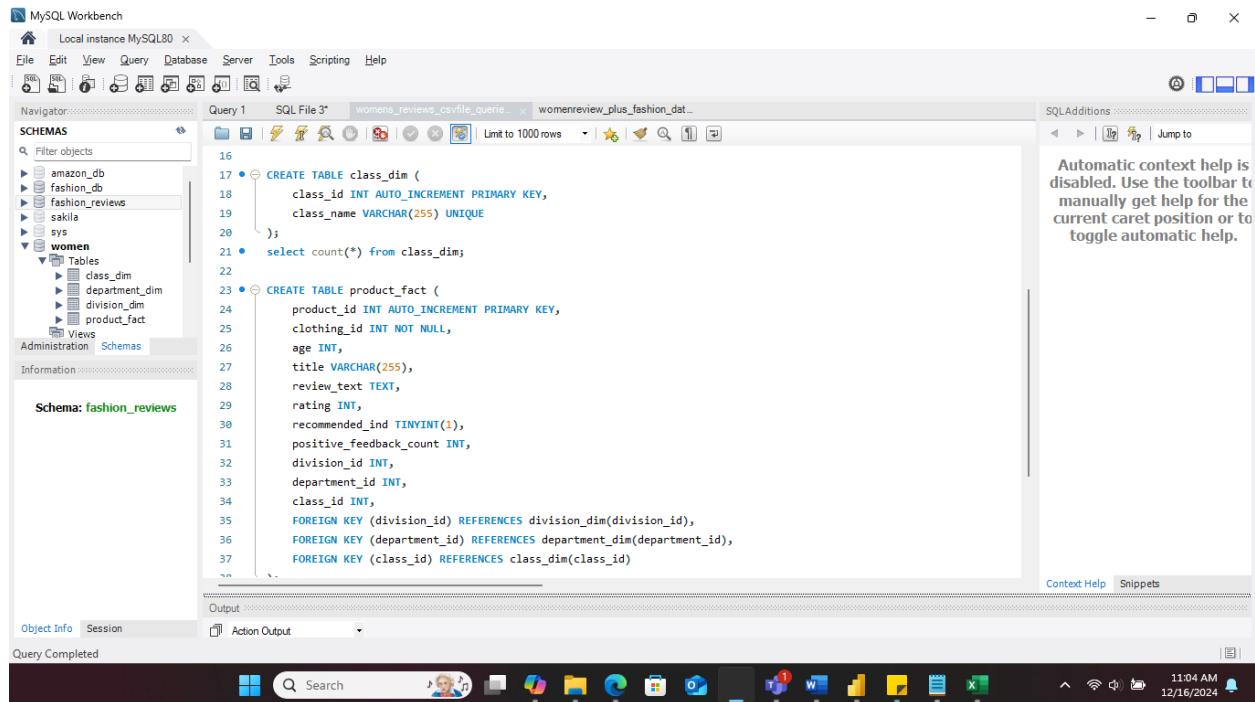 MySQL Workbench
Local instance MySQL80
File Edit View Query Database Server Tools Scripting Help
Navigator
SCHEMAS
Filter objects
amazon_db
fashion_db
fashion_reviews
sakila
sys
women
Tables
class_dim
department_dim
division_dim
product_fact
Views
Administration Schemas
Information
Schema: fashion_reviews
Object Info Session
Query 1 SQL File 3* womens_reviews_csvfile_querie... womenreview_plus_fashion_dat...
Limit to 1000 rows
16
17 CREATE TABLE class_dim (
18 class_id INT AUTO_INCREMENT PRIMARY KEY,
19 class_name VARCHAR(255) UNIQUE
20 );
21 select count(*) from class_dim;
22
23 CREATE TABLE product_fact (
24 product_id INT AUTO_INCREMENT PRIMARY KEY,
25 clothing_id INT NOT NULL,
26 age INT,
27 title VARCHAR(255),
28 review_text TEXT,
29 rating INT,
30 recommended_ind TINYINT(1),
31 positive_feedback_count INT,
32 division_id INT,
33 department_id INT,
34 class_id INT,
35 FOREIGN KEY (division_id) REFERENCES division_dim(division_id),
36 FOREIGN KEY (department_id) REFERENCES department_dim(department_id),
37 FOREIGN KEY (class_id) REFERENCES class_dim(class_id)
Output
Action Output
SQLAdditions
Jump to
Automatic context help is
disabled. Use the toolbar to
manually get help for the
current caret position or to
toggle automatic help.
Context Help Snippets
Query Completed
Search
11:04 AM
12/16/2024